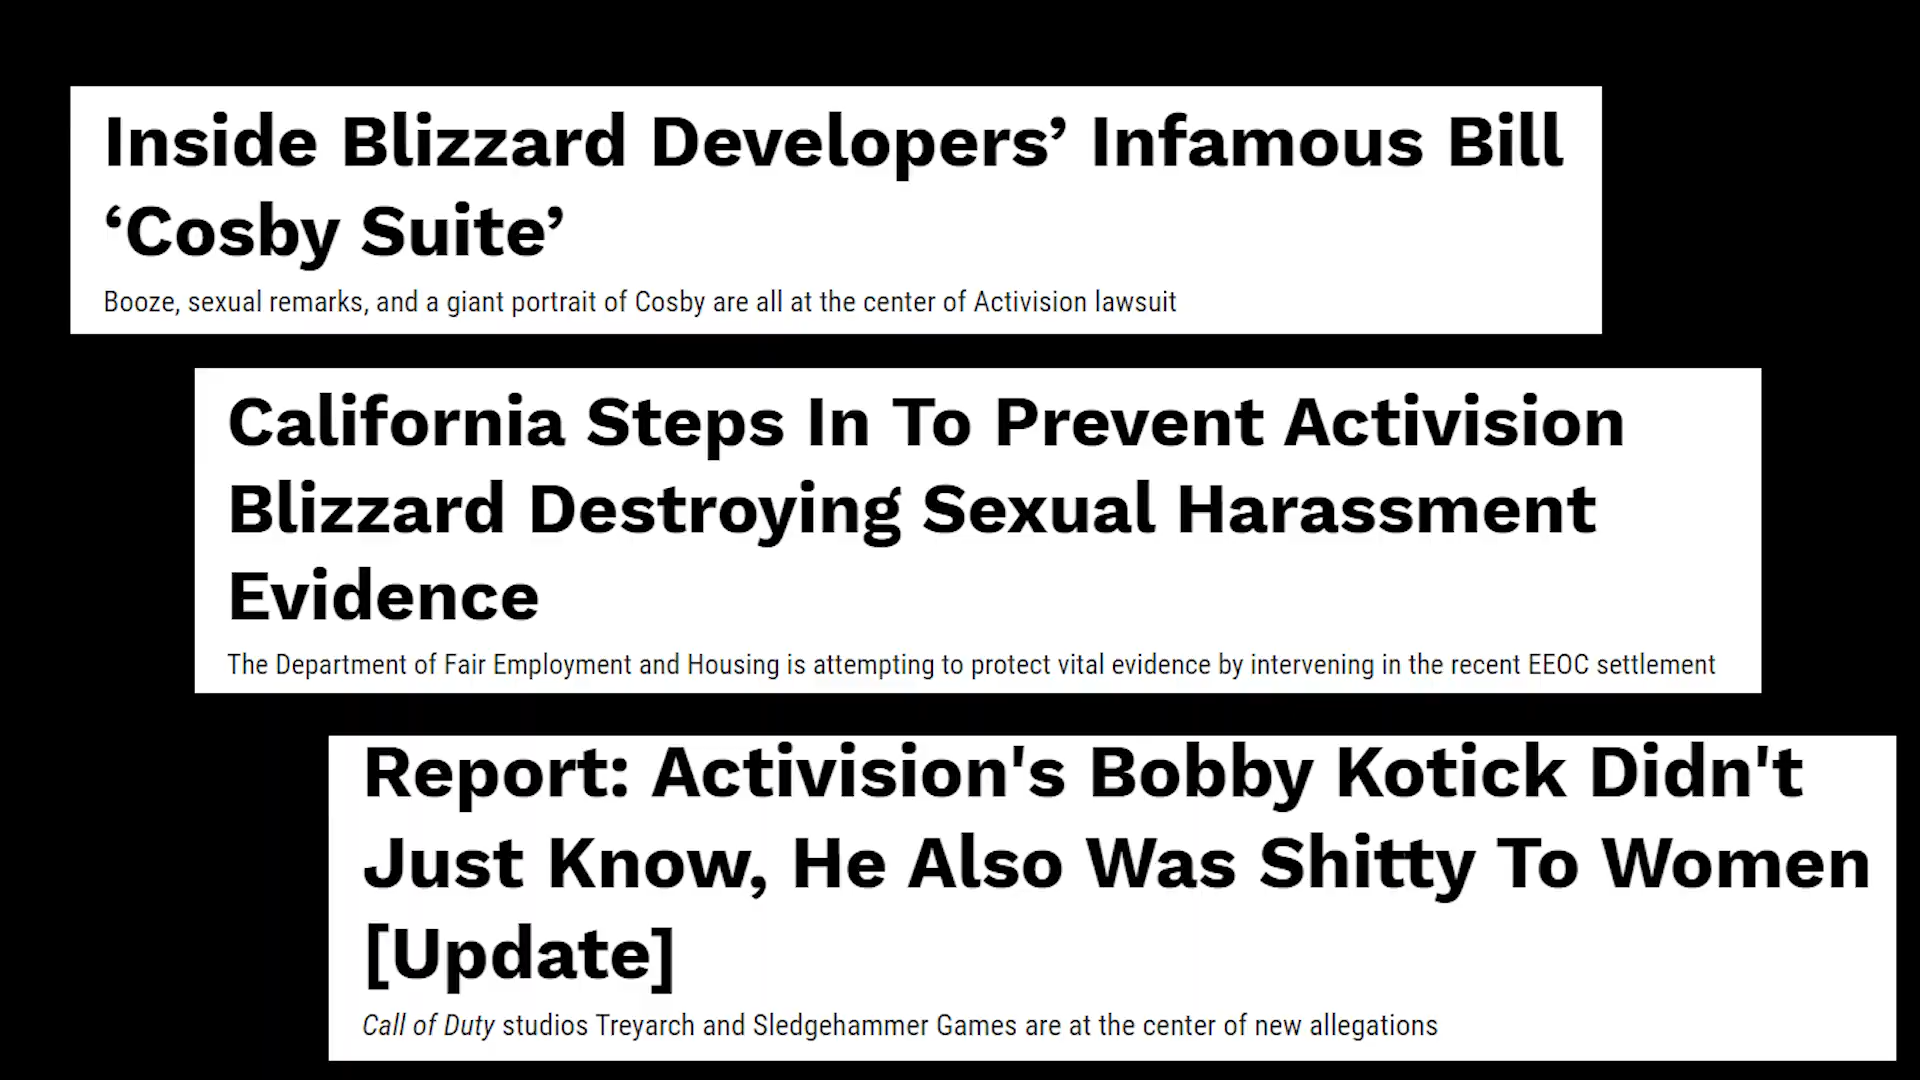 Inside Blizzard Developers’ Infamous Bill
‘Cosby Suite’
Booze, sexual remarks, and a giant portrait of Cosby are all at the center of Activision lawsuit
California Steps In To Prevent Activision
Blizzard Destroying Sexual Harassment
Evidence
The Department of Fair Employment and Housing is attempting to protect vital evidence by intervening in the recent EEOC settlement
Report: Activision's Bobby Kotick Didn't
Just Know, He Also Was Shitty To Women
[Update]
Call of Duty studios Treyarch and Sledgehammer Games are at the center of new allegations